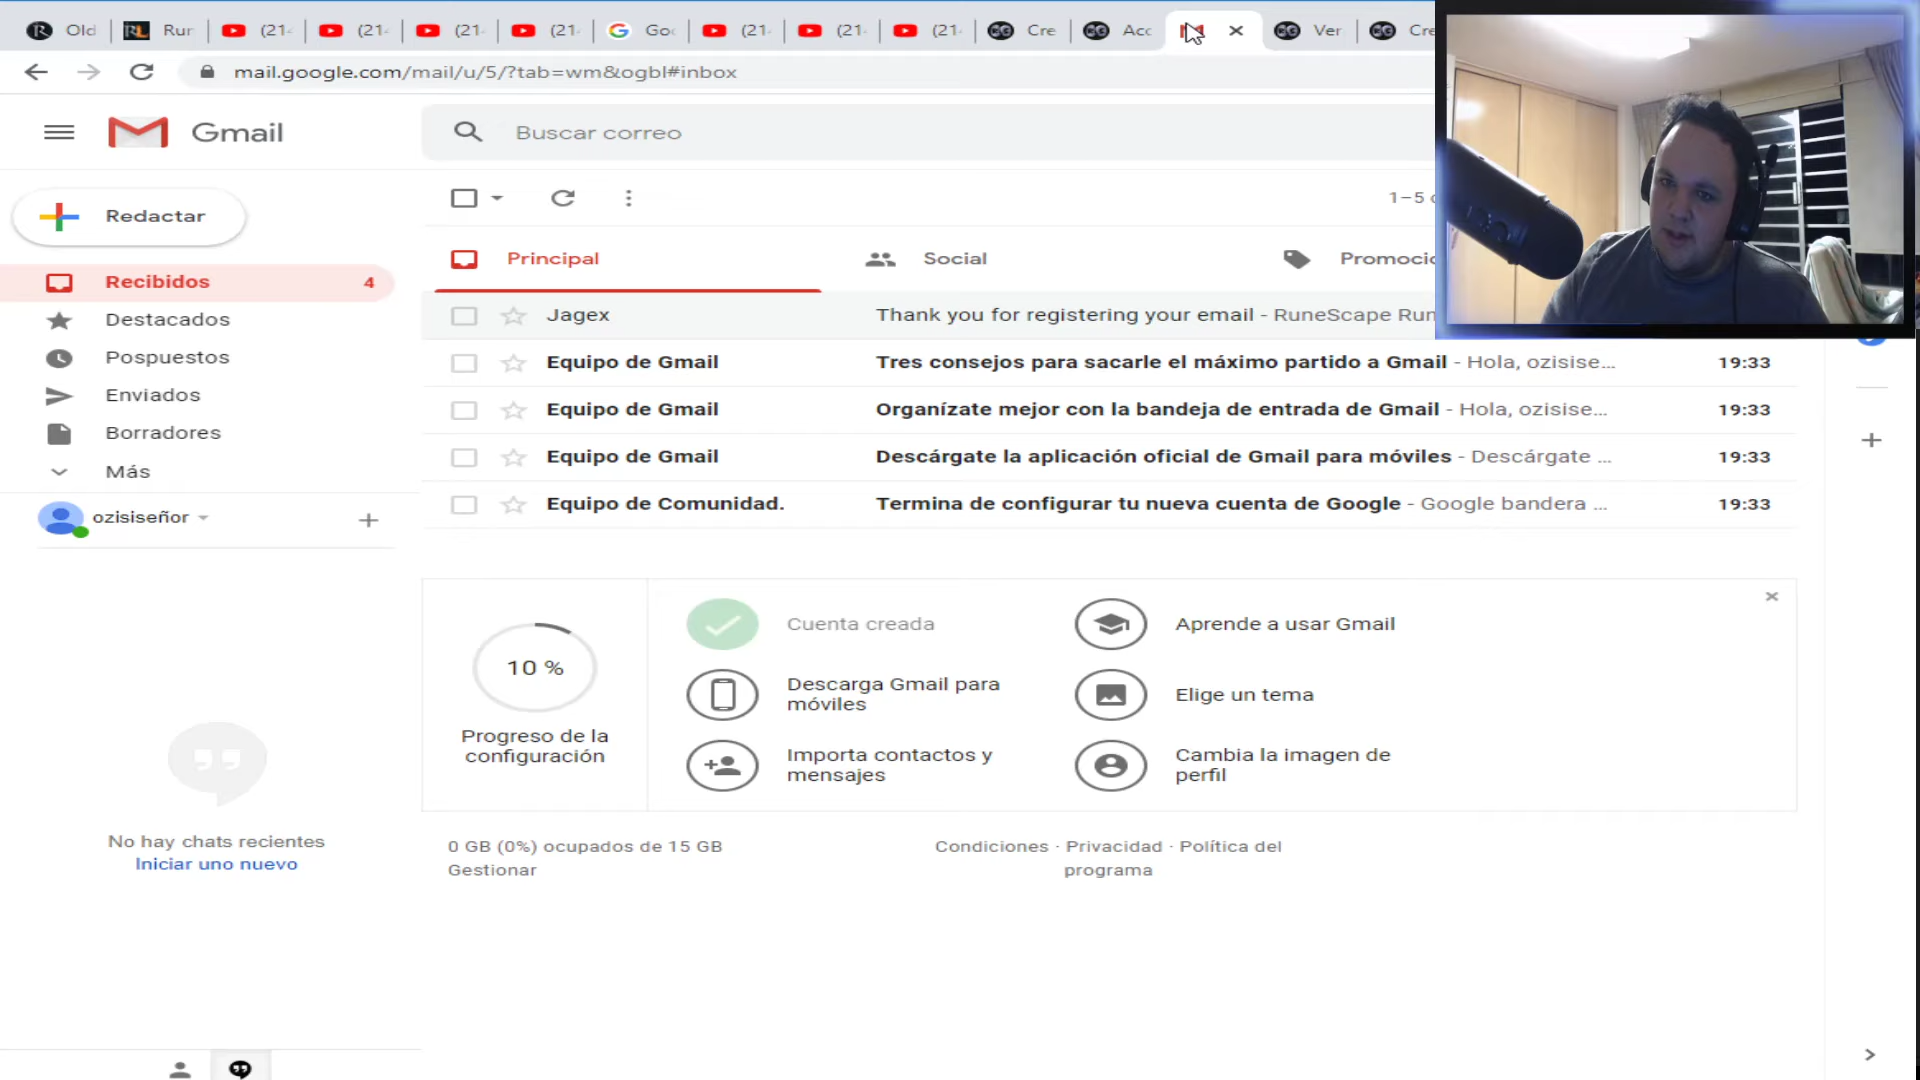 Old
Rur
(21
(21
(21
(21
Goo
(21
(21
(21
Cre
Acc
Ver
Cre
mail.google.com/mail/u/5/?tab=wm&ogbl#inbox
Gmail
Buscar correo
Redactar
1–5
Recibidos 4
Destacados
Pospuestos
Enviados
Borradores
Más
ozisiseñor
Principal
Social
Promocio
Jagex Thank you for registering your email - RuneScape Run
Equipo de Gmail Tres consejos para sacarle el máximo partido a Gmail - Hola, ozisise... 19:33
Equipo de Gmail Organízate mejor con la bandeja de entrada de Gmail - Hola, ozisise... 19:33
Equipo de Gmail Descárgate la aplicación oficial de Gmail para móviles - Descárgate ... 19:33
Equipo de Comunidad. Termina de configurar tu nueva cuenta de Google - Google bandera ... 19:33
10 %
Progreso de la
configuración
Cuenta creada
Descarga Gmail para
móviles
Importa contactos y
mensajes
Aprende a usar Gmail
Elige un tema
Cambia la imagen de
perfil
No hay chats recientes
Iniciar uno nuevo
0 GB (0%) ocupados de 15 GB
Gestionar
Condiciones · Privacidad · Política del
programa